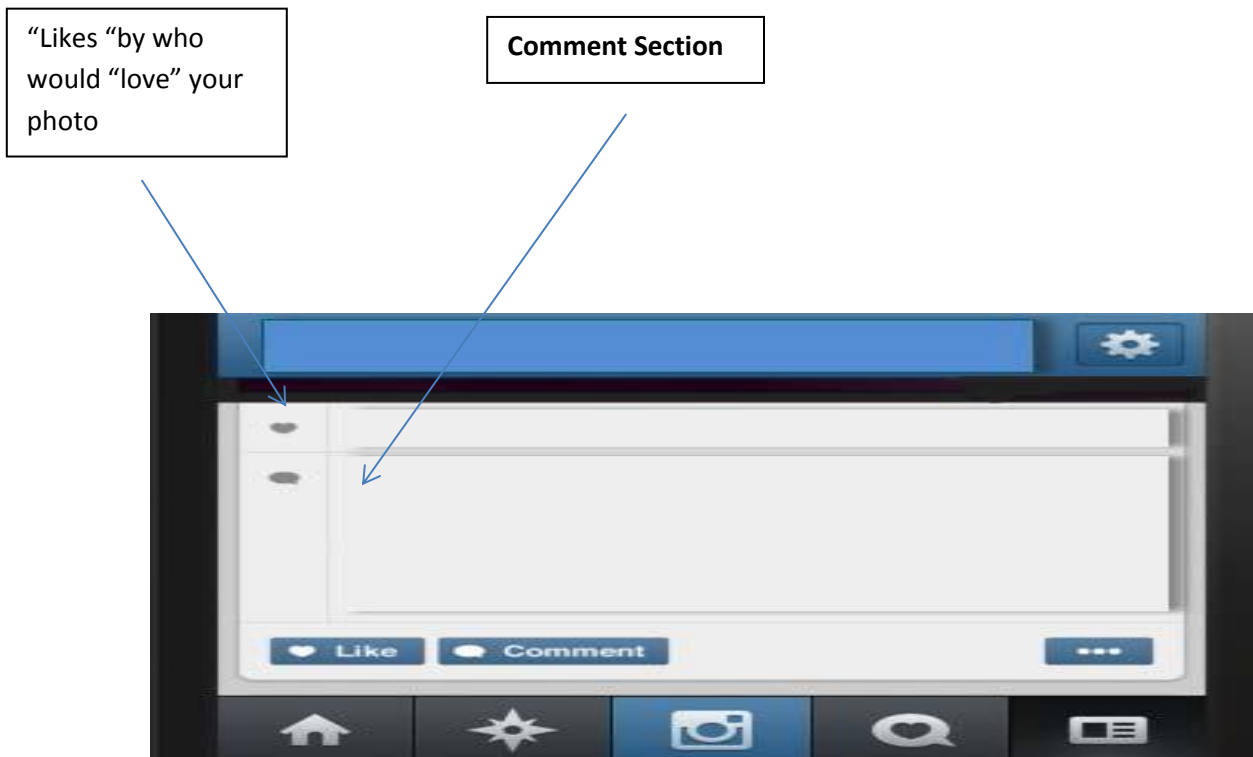 “Likes “by who
would “love” your
photo
Comment Section
Like
Comment